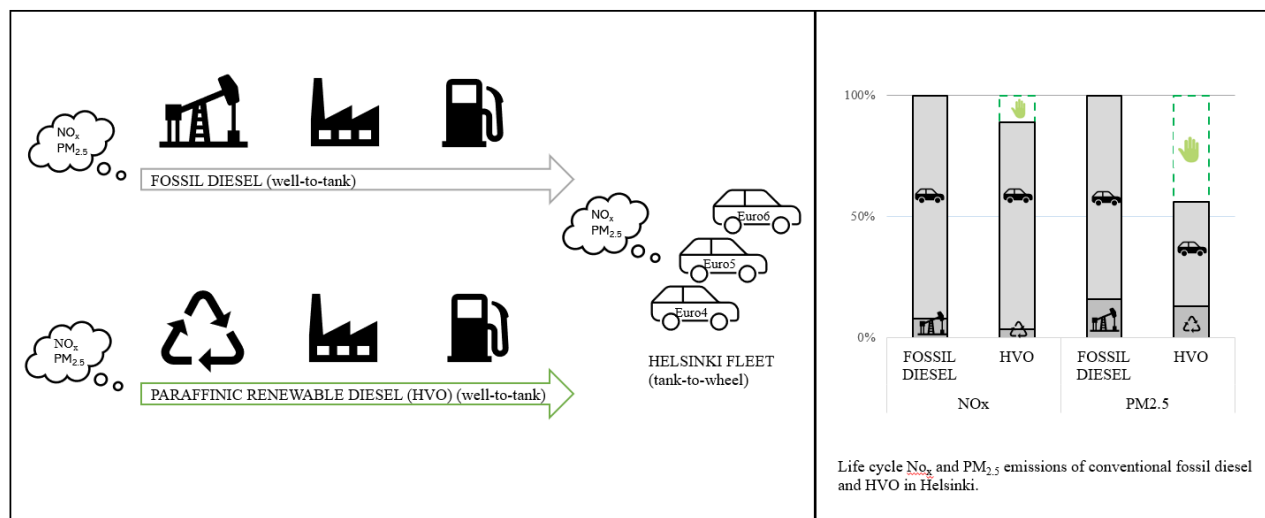 NOx
PM2.5
FOSSIL DIESEL (well-to-tank)
NOx
PM2.5
Euro6
Euro5
Euro4
NOx
PM2.5
PARAFFINIC RENEWABLE DIESEL (HVO) (well-to-tank)
HELSINKI FLEET
(tank-to-wheel)
100%
50%
0%
FOSSIL
DIESEL
HVO
FOSSIL
DIESEL
HVO
NOx
PM2.5
Life cycle Nox and PM2.5 emissions of conventional fossil diesel
and HVO in Helsinki.